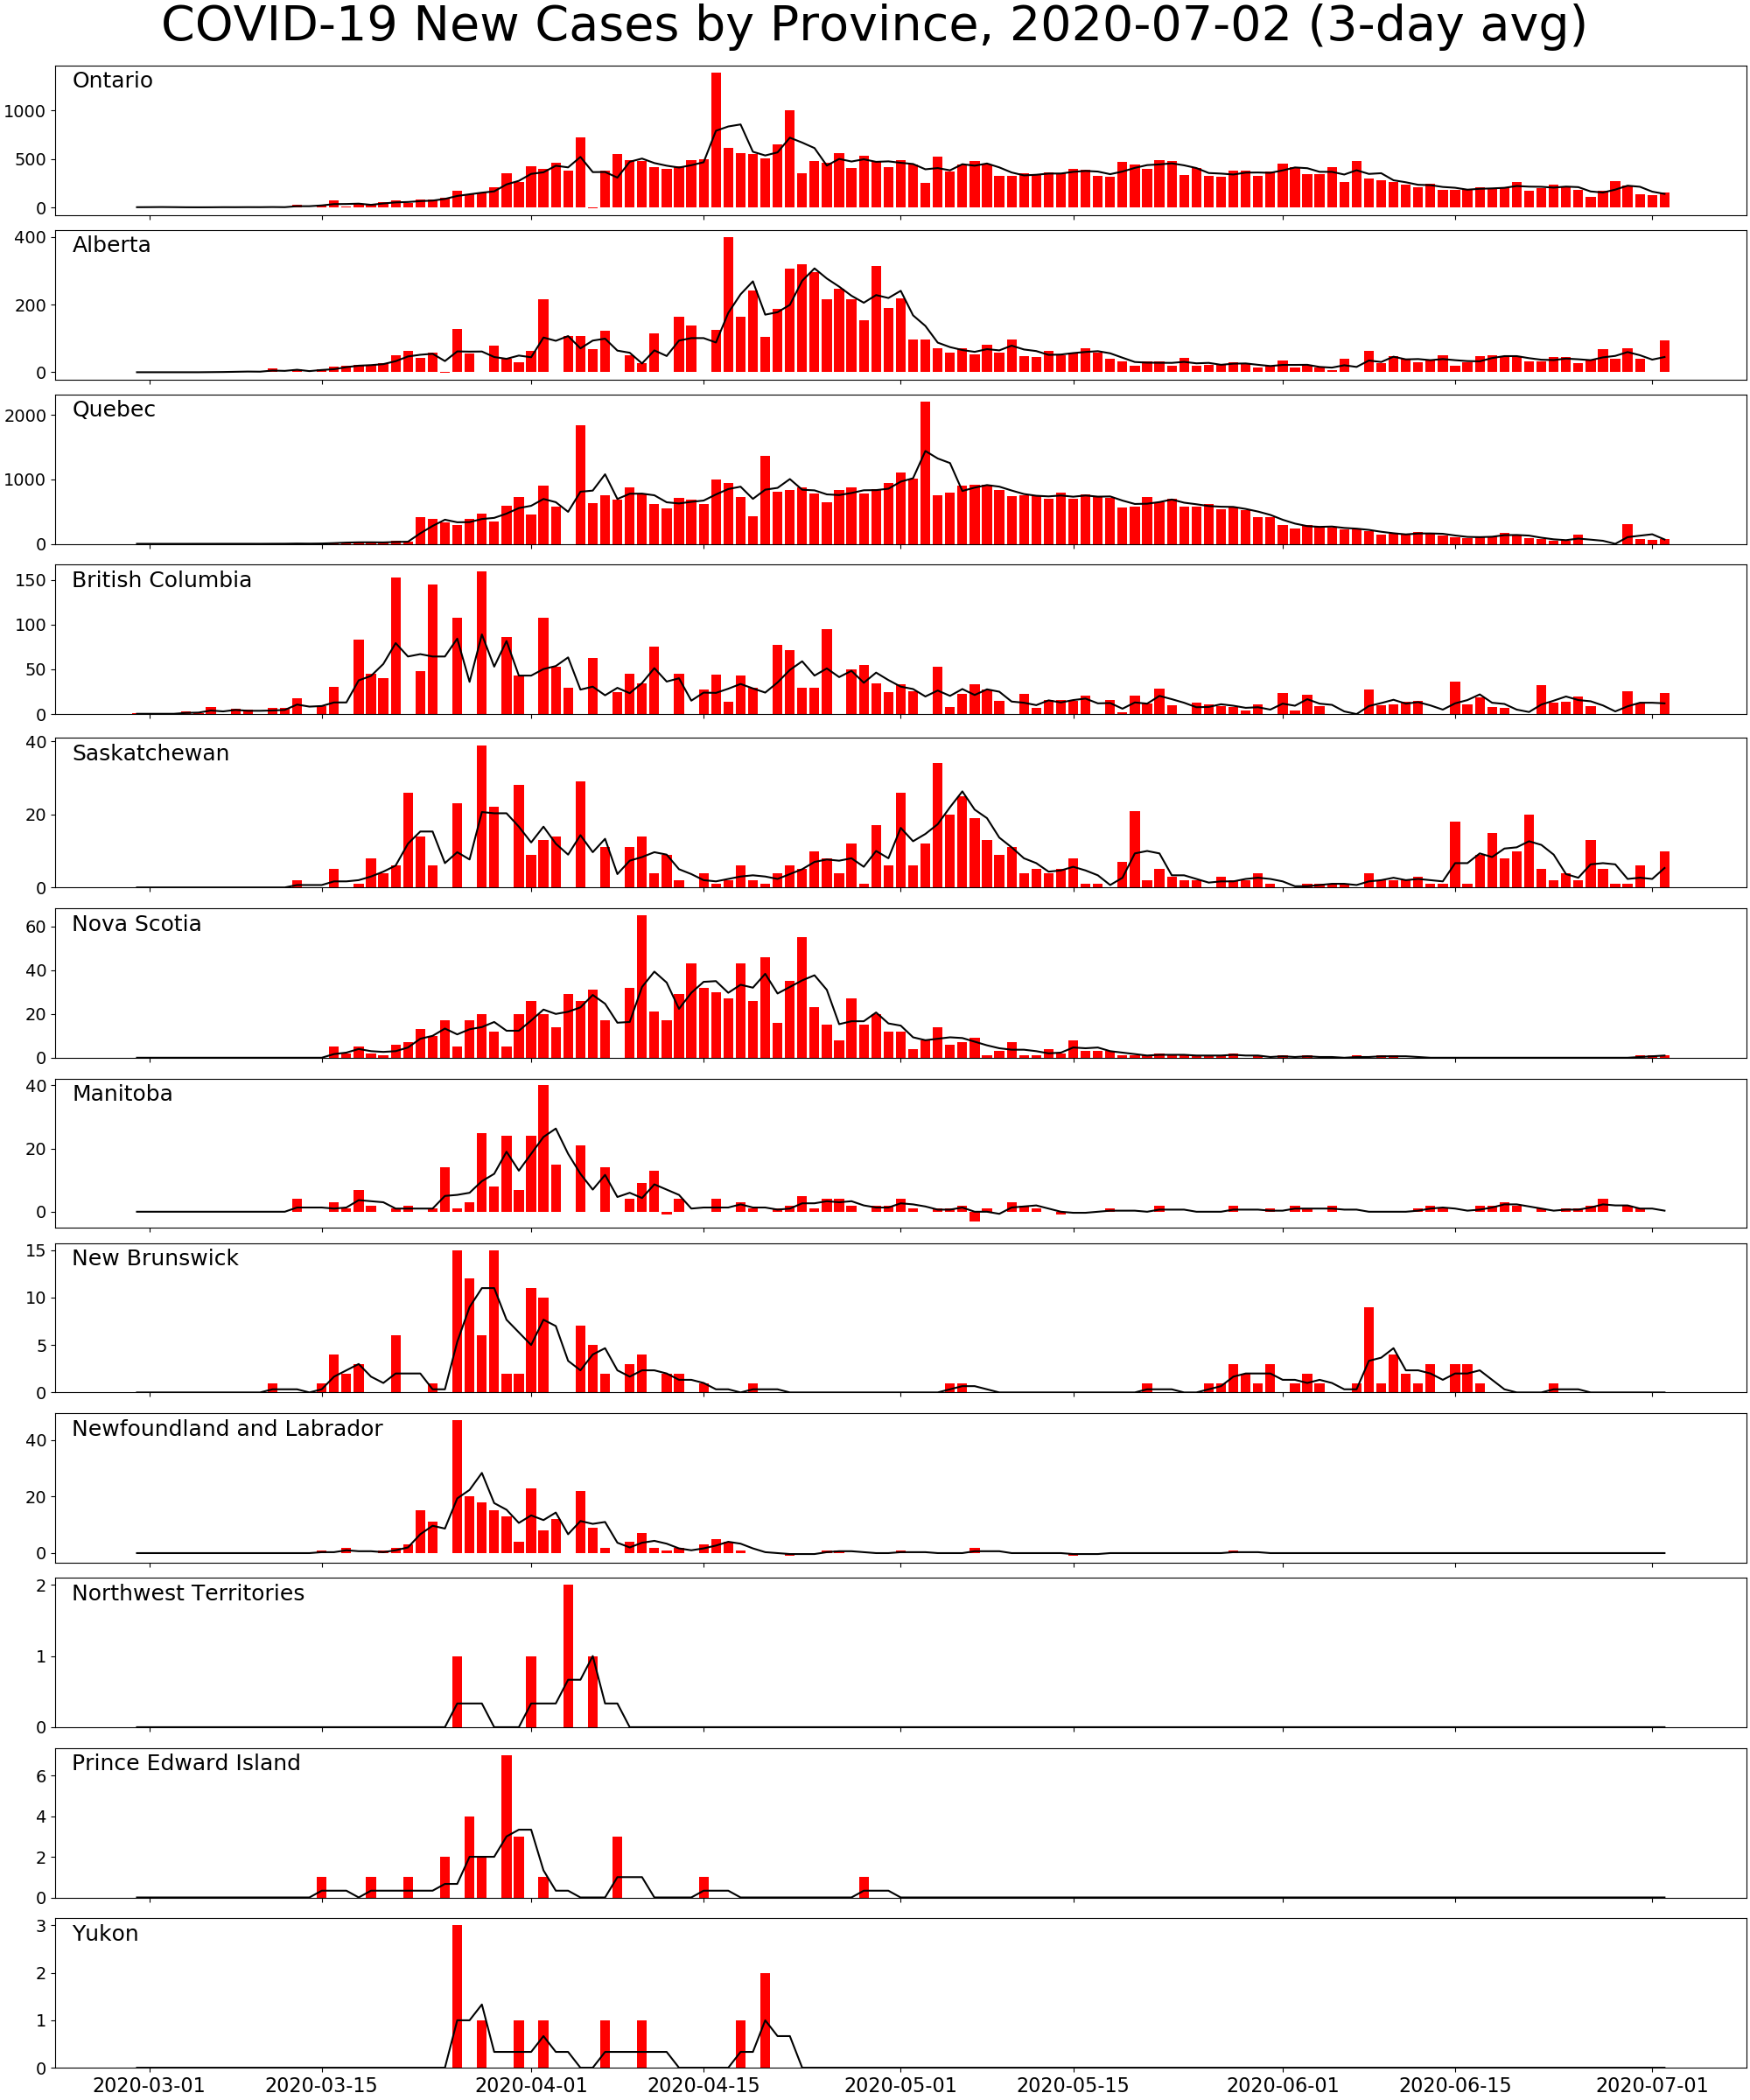 COVID-19 New Cases by Province, 2020-07-02 (3-day avg)
Ontario
1000
500
0
Alberta
400
200
0
Quebec
2000
1000
0
British Columbia
150
100
50
0
Saskatchewan
40
20
0
Nova Scotia
60
40
20
0
Manitoba
40
20
0
New Brunswick
15
10
5
0
Newfoundland and Labrador
40
20
0
Northwest Territories
2
1
0
Prince Edward Island
6
4
2
0
Yukon
3
2
1
0
2020-03-01 2020-03-15 2020-04-01 2020-04-15 2020-05-01 2020-05-15 2020-06-01 2020-06-15 2020-07-01